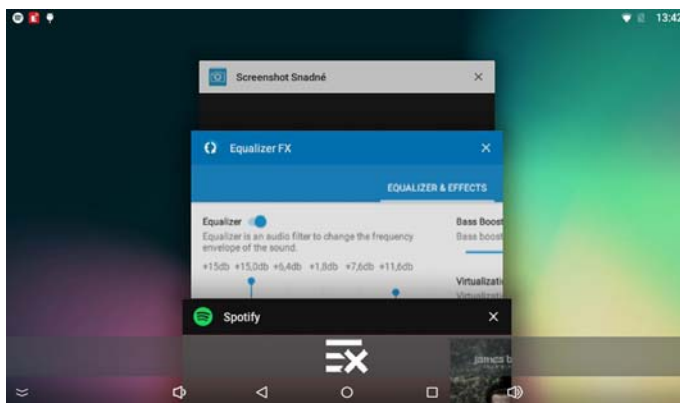 13:42
Screenshot Snadné
Equalizer FX
EQUALIZER & EFFECTS
Equalizer
Equalizer is an audio filter to change the frequency
envelope of the sound.
Bass Boost
Bass boost
+15db +15,0db +6,4db +1,8db +7,6db +11,6db
Virtualizati
Spotify
james b